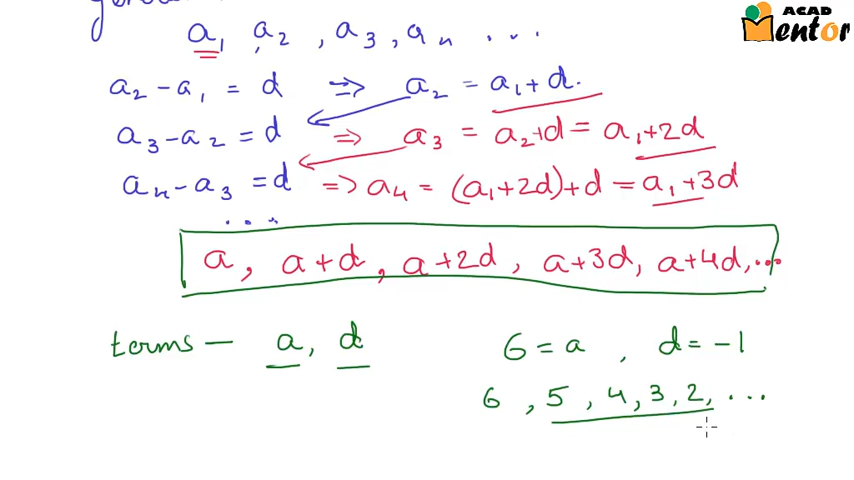 ACAD
mentor
a₁, a₂, a₃, a₄ ...
a₂ - a₁ = d ⇒ a₂ = a₁ + d.
a₃ - a₂ = d ⇒ a₃ = a₂ + d = a₁ + 2d
a₄ - a₃ = d ⇒ a₄ = (a₁ + 2d) + d = a₁ + 3d
...
a, a + d, a + 2d, a + 3d, a + 4d, ...
terms — a, d
6 = a, d = -1
6, 5, 4, 3, 2, ...